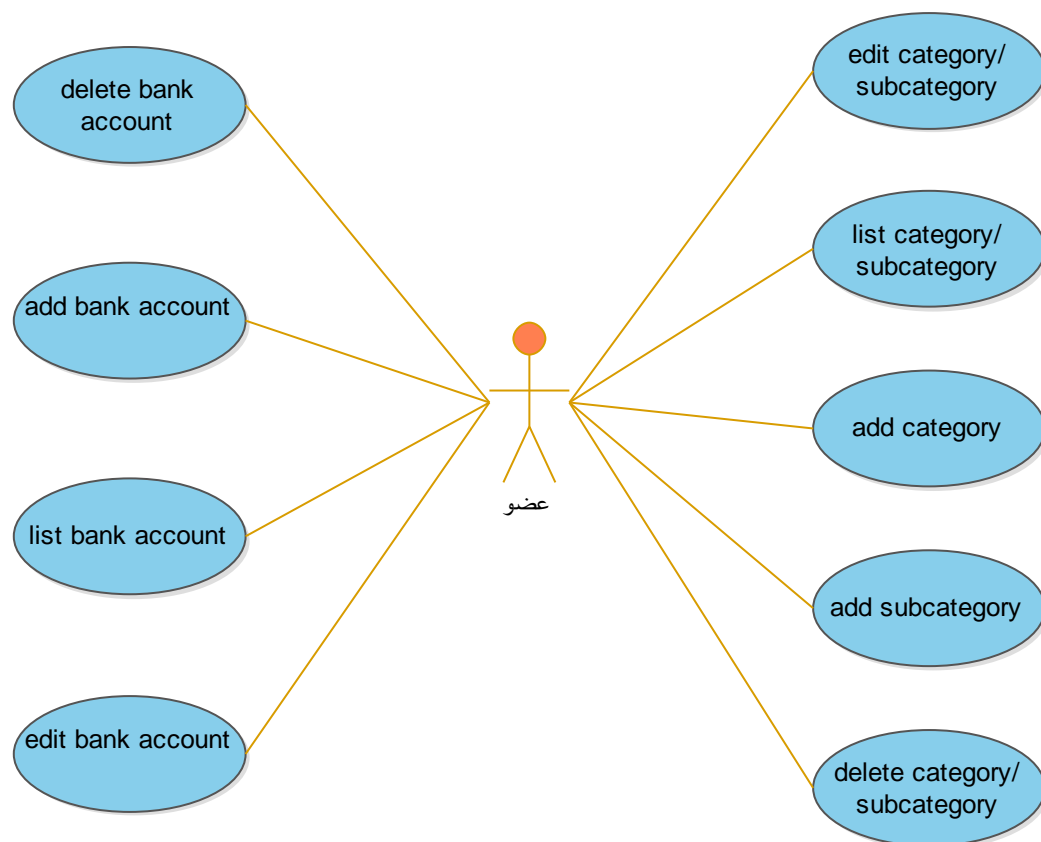 delete bank
account
add bank account
list bank account
edit bank account
عضو
edit category/
subcategory
list category/
subcategory
add category
add subcategory
delete category/
subcategory